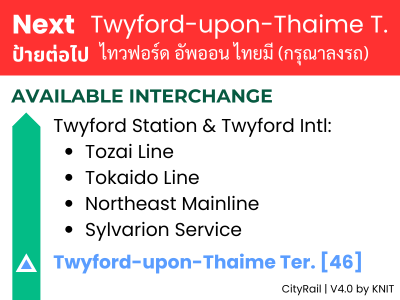 Next Twyford-upon-Thaime T.
ป้ายต่อไป ไทวฟอร์ด อัพออน ไทยมี (กรุณาลงรถ)
AVAILABLE INTERCHANGE
Twyford Station & Twyford Intl:
• Tozai Line
• Tokaido Line
• Northeast Mainline
• Sylvarion Service
Twyford-upon-Thaime Ter. [46]
CityRail | V4.0 by KNIT